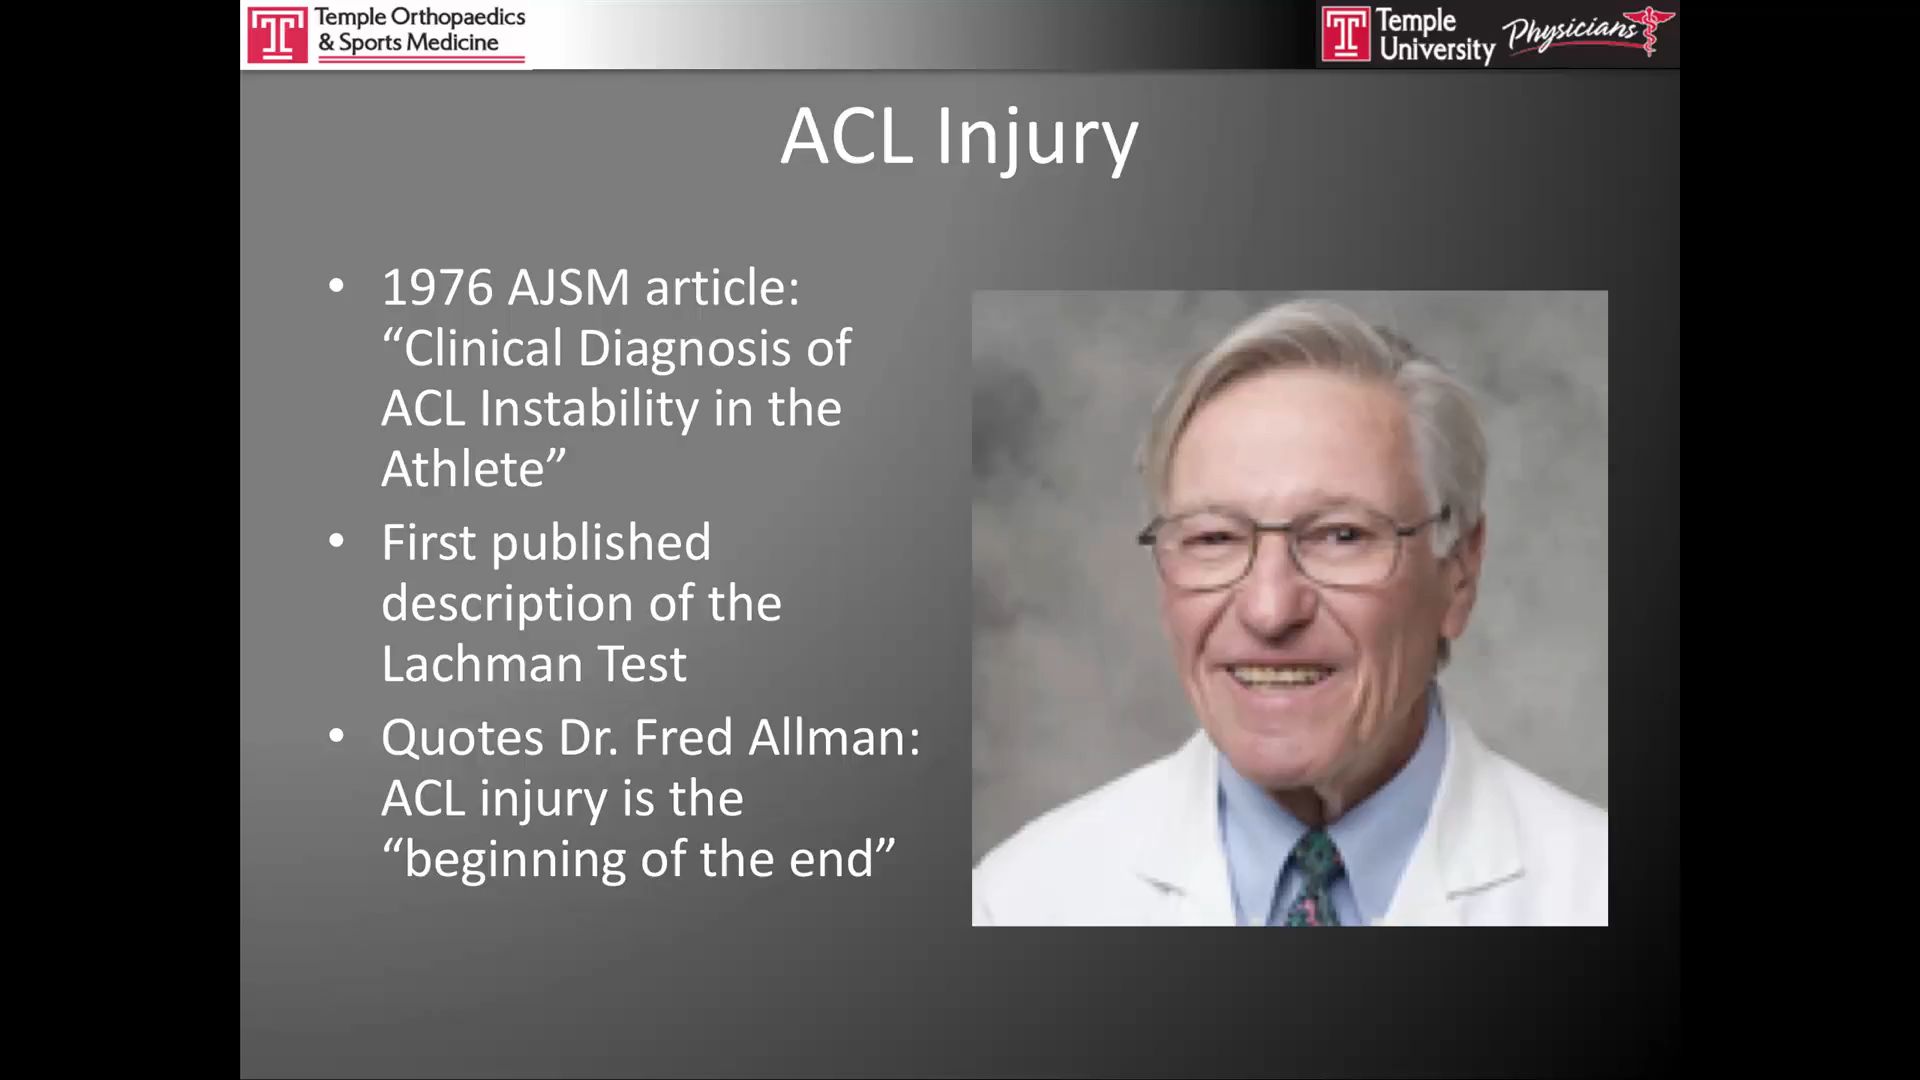 Temple Orthopaedics
& Sports Medicine
Temple
University
Physicians
ACL Injury
• 1976 AJSM article:
“Clinical Diagnosis of
ACL Instability in the
Athlete”
• First published
description of the
Lachman Test
• Quotes Dr. Fred Allman:
ACL injury is the
“beginning of the end”